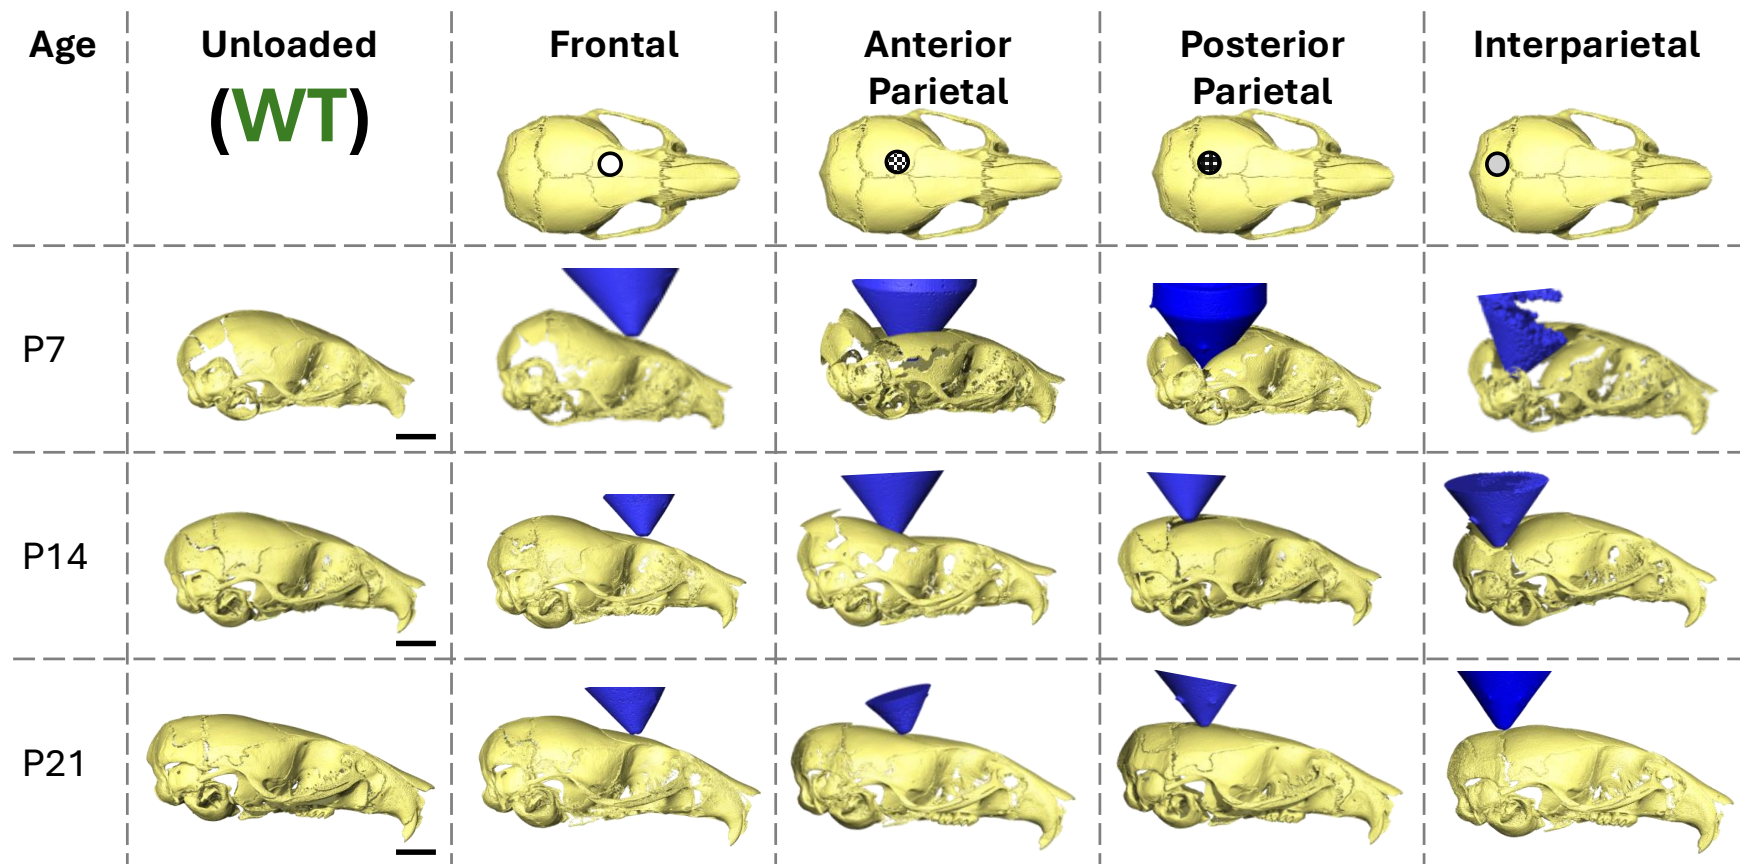 Age
Unloaded
(WT)
Frontal
Anterior
Parietal
Posterior
Parietal
Interparietal
P7
P14
P21